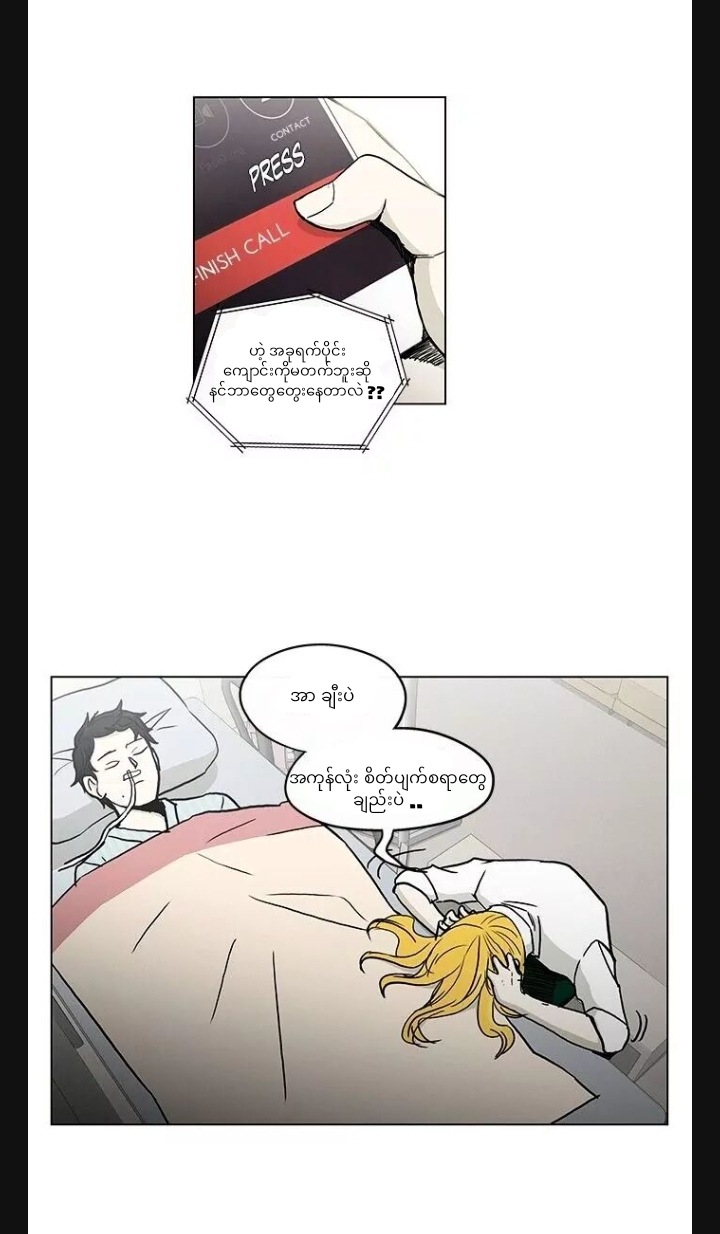 CONTACT
PRESS
FINISH CALL
ဟဲ့ အခုရက်ပိုင်း
ကျောင်းကိုမတက်ဘူးဆို
နင်ဘာတွေတွေးနေတာလဲ ??
အာ ချီးပဲ
အကုန်လုံး စိတ်ပျက်စရာတွေ
ချည်းပဲ ..